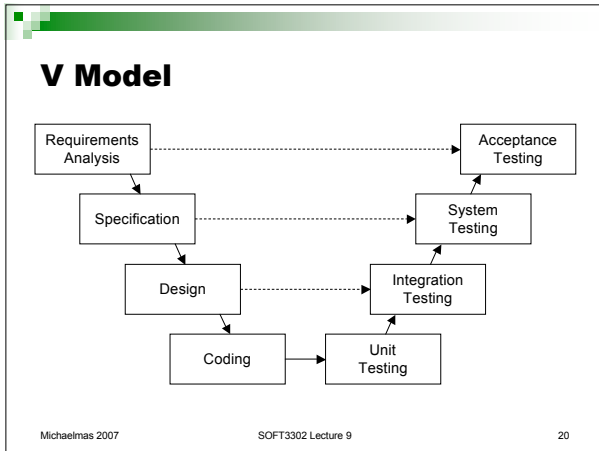 V Model
Requirements
Analysis
Acceptance
Testing
Specification
System
Testing
Design
Integration
Testing
Coding
Unit
Testing
Michaelmas 2007
SOFT3302 Lecture 9
20